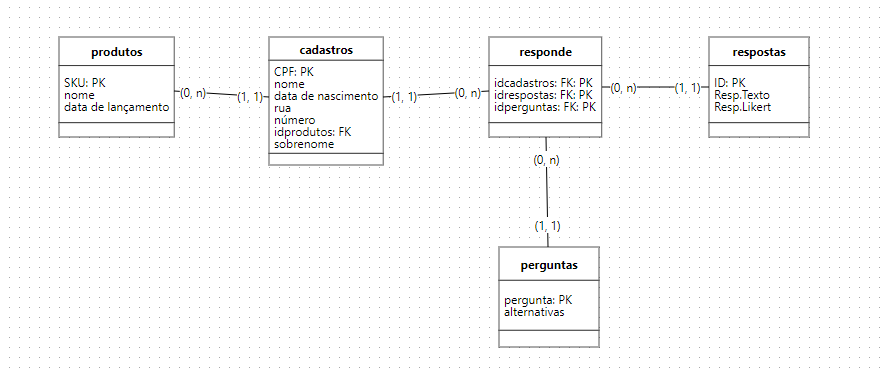 produtos
SKU: PK
nome
data de lançamento
(0, n)
(1, 1)
cadastros
CPF: PK
nome
data de nascimento
rua
número
idprodutos: FK
sobrenome
(1, 1)
(0, n)
responde
idcadastros: FK: PK
idrespostas: FK: PK
idperguntas: FK: PK
(0, n)
(1, 1)
respostas
ID: PK
Resp.Texto
Resp.Likert
(0, n)
(1, 1)
perguntas
pergunta: PK
alternativas